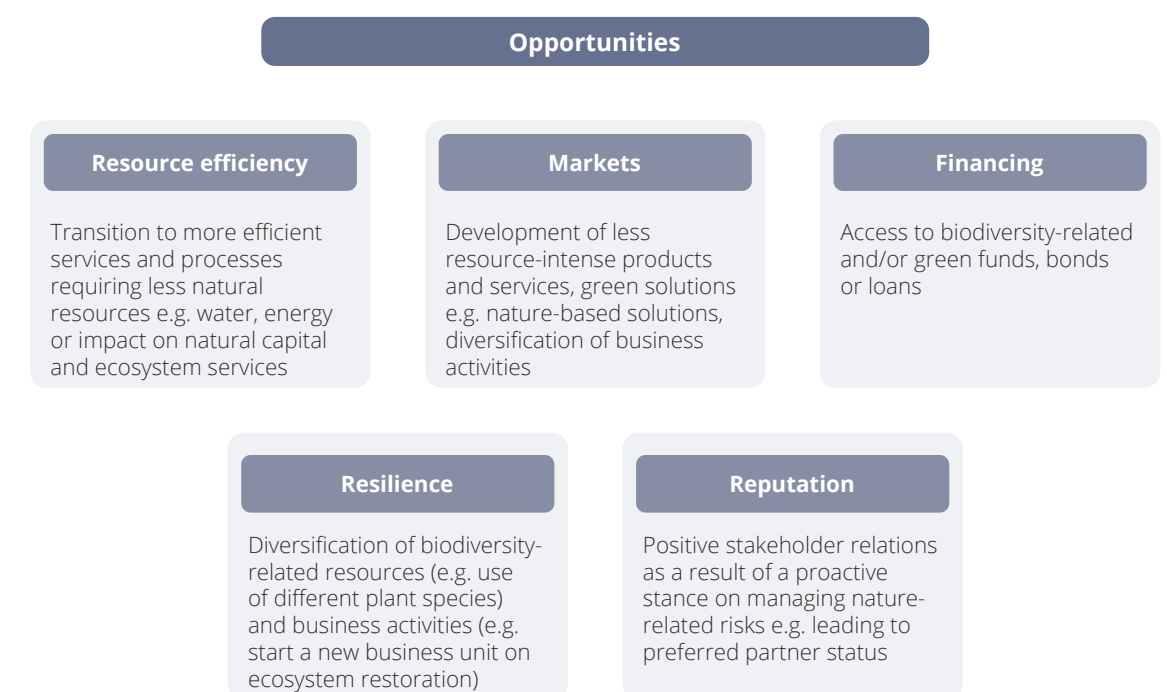 Opportunities
Resource efficiency
Transition to more efficient
services and processes
requiring less natural
resources e.g. water, energy
or impact on natural capital
and ecosystem services
Markets
Development of less
resource-intense products
and services, green solutions
e.g. nature-based solutions,
diversification of business
activities
Financing
Access to biodiversity-related
and/or green funds, bonds
or loans
Resilience
Diversification of biodiversity-
related resources (e.g. use
of different plant species)
and business activities (e.g.
start a new business unit on
ecosystem restoration)
Reputation
Positive stakeholder relations
as a result of a proactive
stance on managing nature-
related risks e.g. leading to
preferred partner status